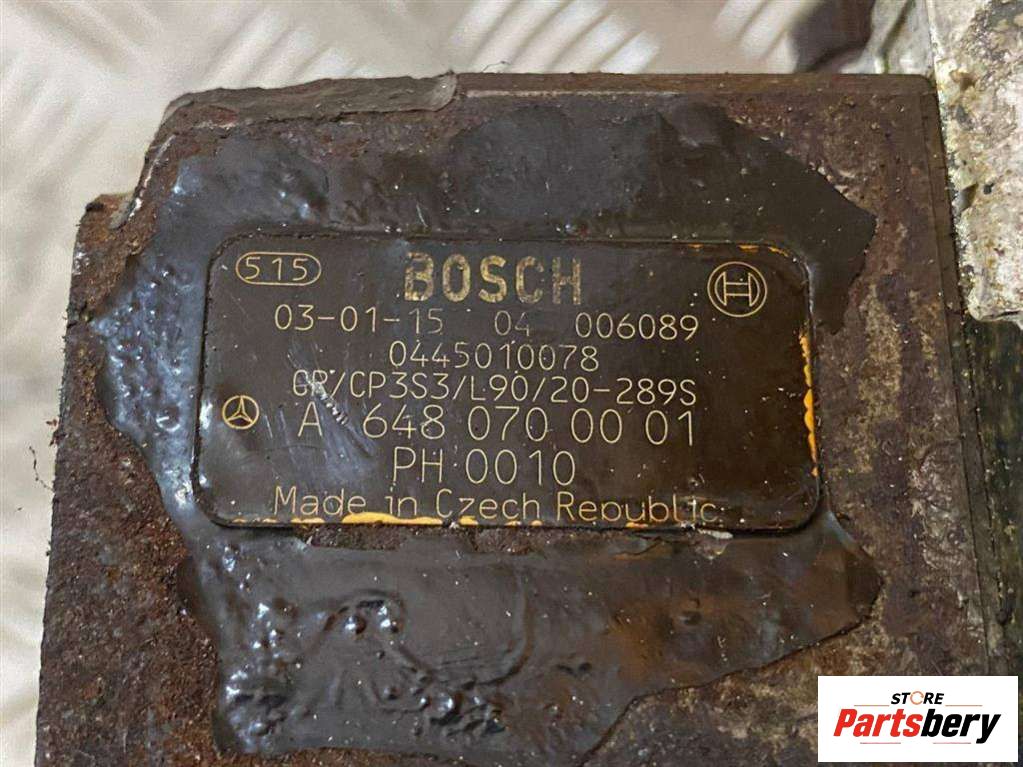 515 BOSCH
03-01-15 04 006089
0445010078
CR/CP3S3/L90/20-289S
A 648 070 00 01
PH 0010
Made in Czech Republic
STORE
Partsbery